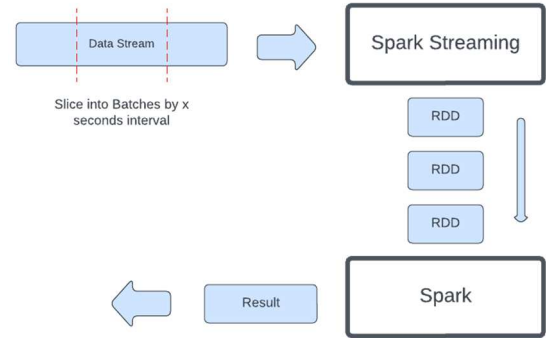 Data Stream
Spark Streaming
Slice into Batches by x
seconds interval
RDD
RDD
RDD
Result
Spark